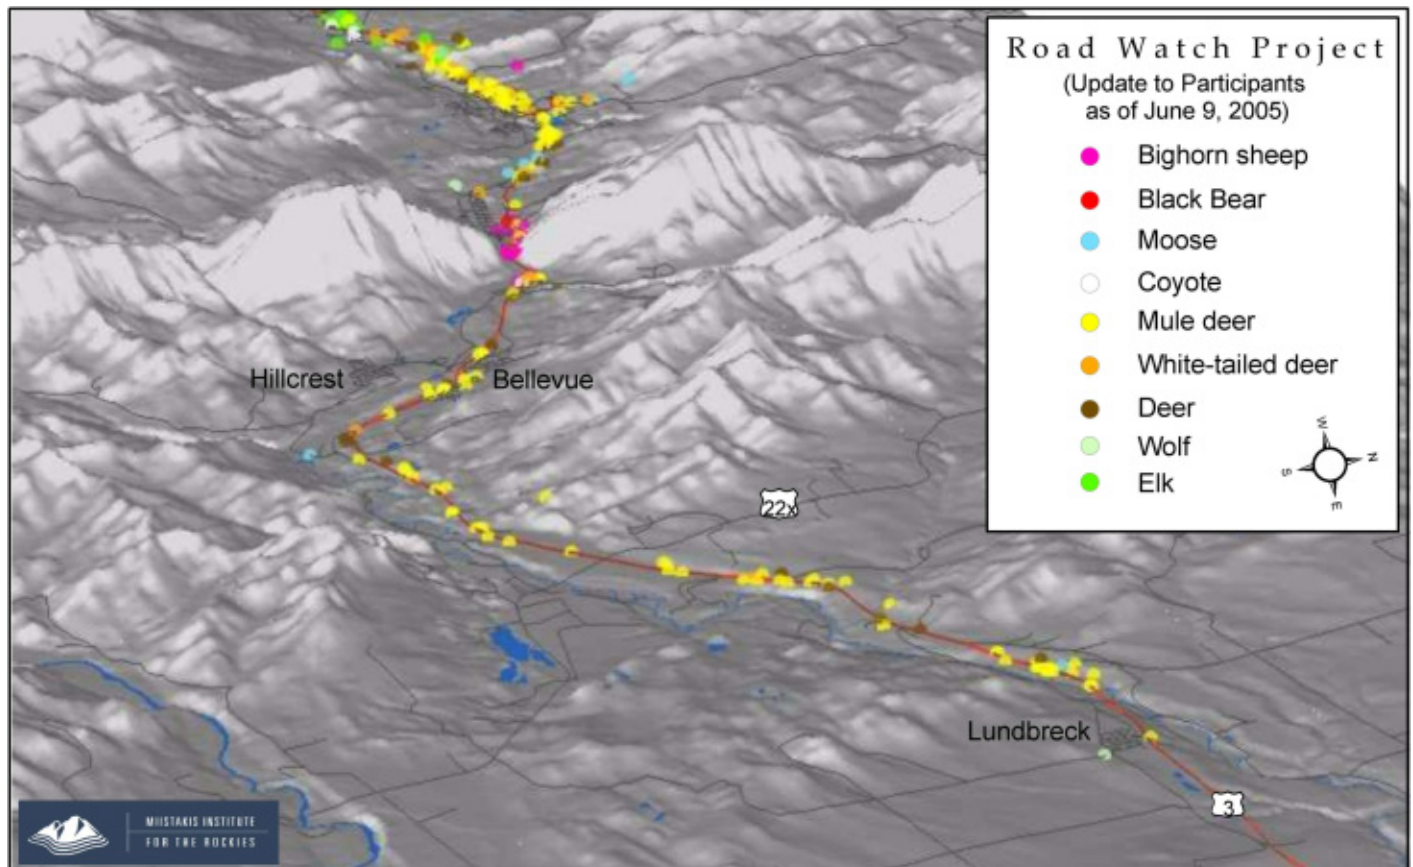 Road Watch Project
(Update to Participants
as of June 9, 2005)
Bighorn sheep
Black Bear
Moose
Coyote
Mule deer
White-tailed deer
Deer
Wolf
Elk
W
N
S
E
Hillcrest
Bellevue
22x
Lundbreck
3
MIISTAKIS INSTITUTE
FOR THE ROCKIES